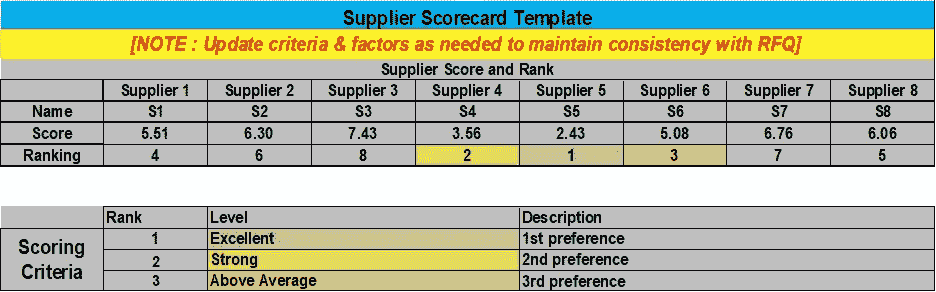 Supplier Scorecard Template
[NOTE : Update criteria & factors as needed to maintain consistency with RFQ]
Supplier Score and Rank
Supplier 1 Supplier 2 Supplier 3 Supplier 4 Supplier 5 Supplier 6 Supplier 7 Supplier 8
Name S1 S2 S3 S4 S5 S6 S7 S8
Score 5.51 6.30 7.43 3.56 2.43 5.08 6.76 6.06
Ranking 4 6 8 2 1 3 7 5
Rank Level Description
Scoring Criteria
1 Excellent 1st preference
2 Strong 2nd preference
3 Above Average 3rd preference